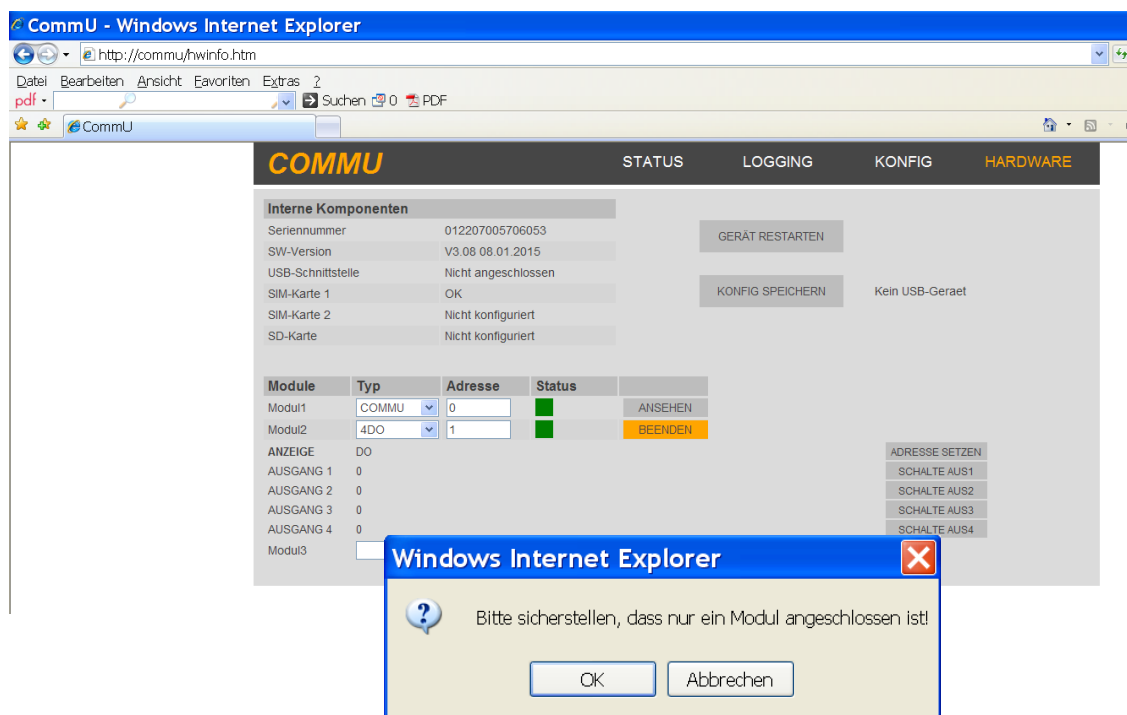 CommU - Windows Internet Explorer
http://commu/hwinfo.htm
Datei Bearbeiten Ansicht Favoriten Extras ?
pdf Suchen 0 PDF
CommU
COMMU STATUS LOGGING KONFIG HARDWARE
Interne Komponenten
Seriennummer 012207005706053
GERÄT RESTARTEN
SW-Version V3.08 08.01.2015
USB-Schnittstelle Nicht angeschlossen
SIM-Karte 1 OK
KONFIG SPEICHERN Kein USB-Geraet
SIM-Karte 2 Nicht konfiguriert
SD-Karte Nicht konfiguriert
Module Typ Adresse Status
Modul1 COMMU 0 ANSEHEN
Modul2 4DO 1 BEENDEN
ANZEIGE DO ADRESSE SETZEN
AUSGANG 1 0 SCHALTE AUS1
AUSGANG 2 0 SCHALTE AUS2
AUSGANG 3 0 SCHALTE AUS3
AUSGANG 4 0 SCHALTE AUS4
Modul3
Windows Internet Explorer
Bitte sicherstellen, dass nur ein Modul angeschlossen ist!
OK Abbrechen